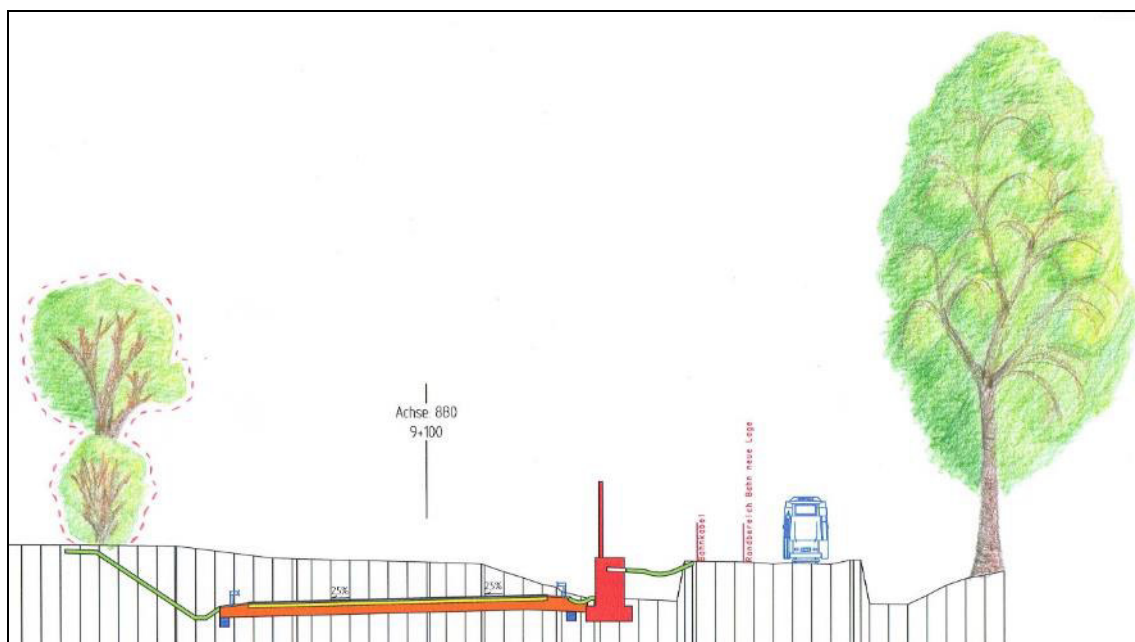 Achse 880
9+100
Bahnkabel
Randbereich Bahn neue Lage
25%
25%